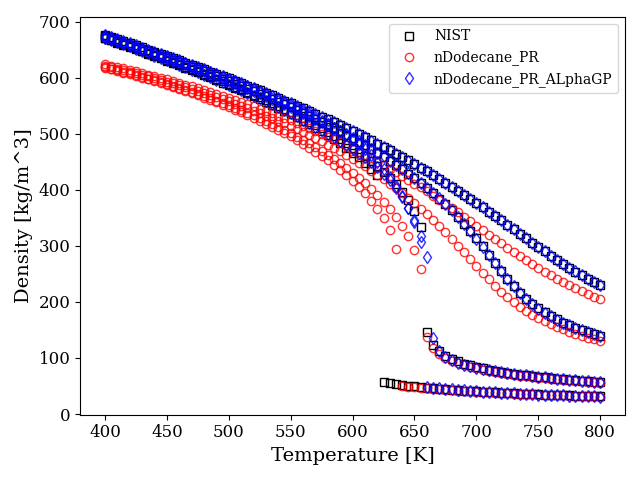 700
600
500
400
300
200
100
0
Density [kg/m^3]
NIST
nDodecane_PR
nDodecane_PR_ALphaGP
400 450 500 550 600 650 700 750 800
Temperature [K]